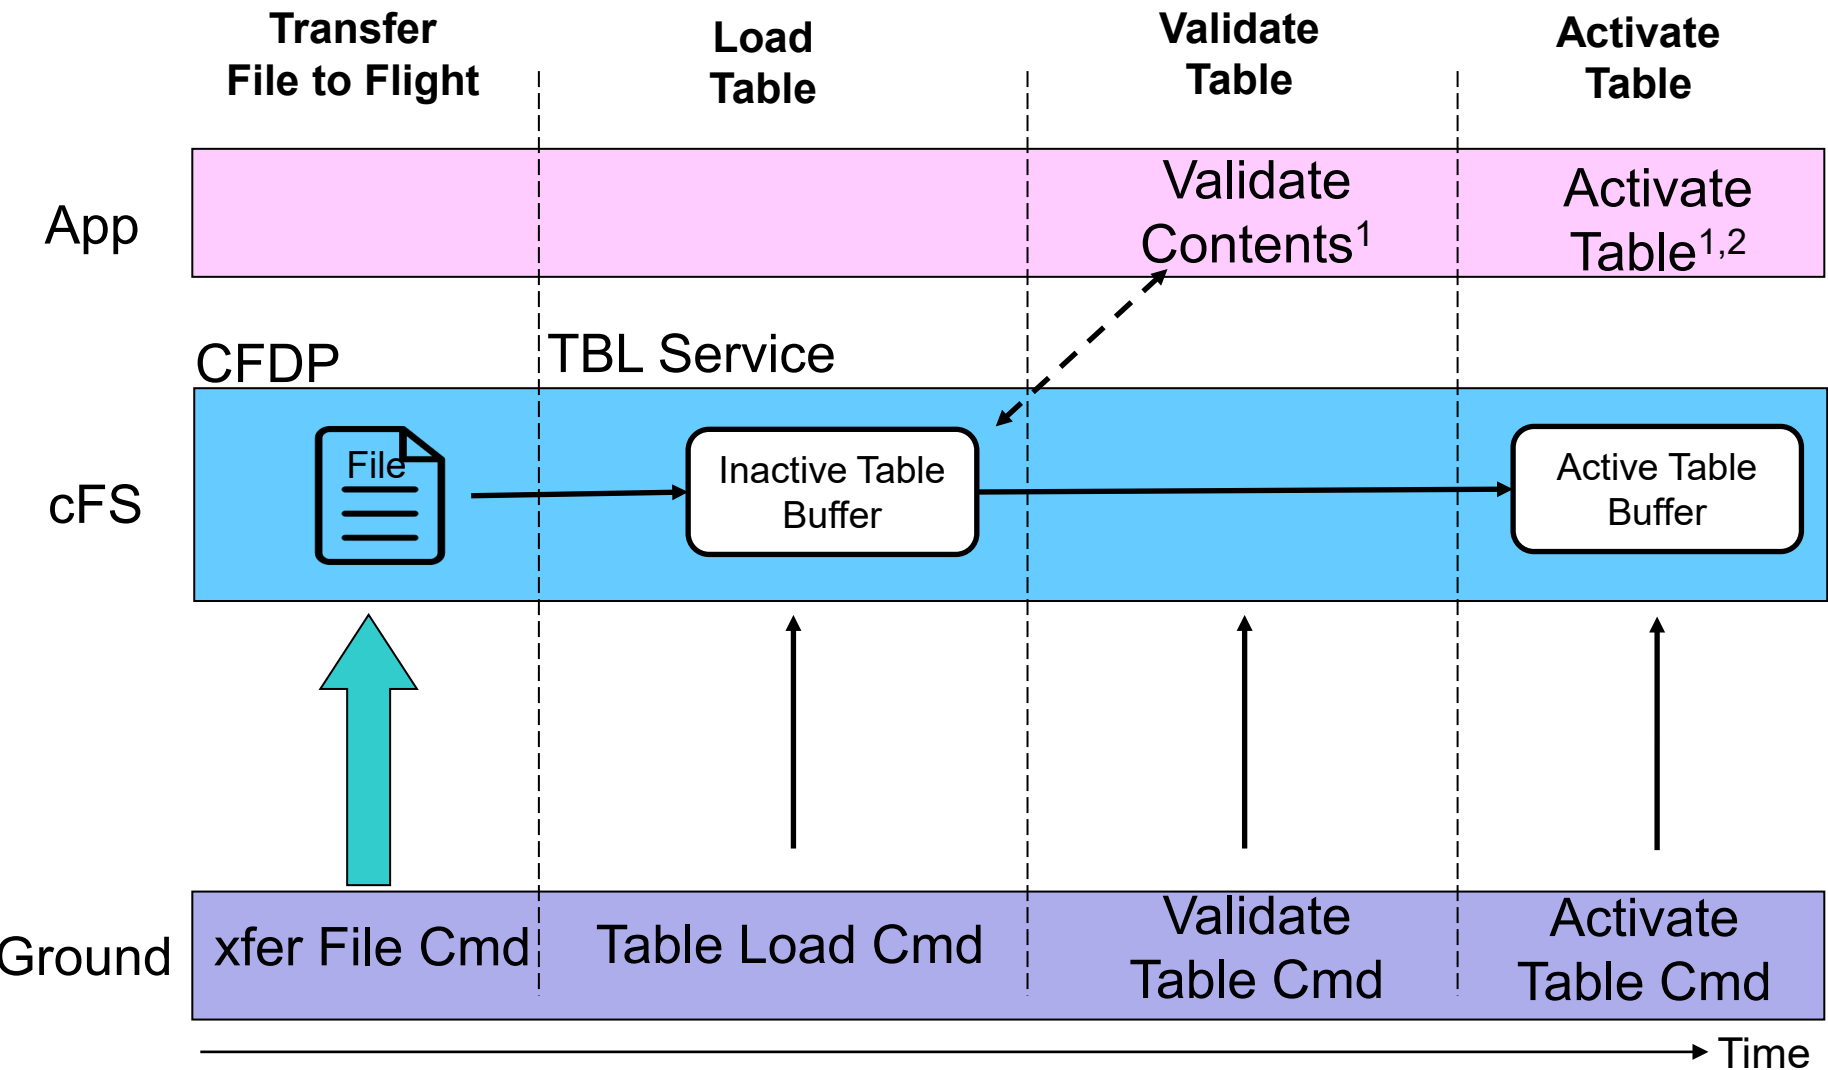 Transfer
File to Flight
Load
Table
Validate
Table
Activate
Table
App
Validate
Contents1
Activate
Table1,2
CFDP
TBL Service
cFS
File
Inactive Table
Buffer
Active Table
Buffer
Ground
xfer File Cmd
Table Load Cmd
Validate
Table Cmd
Activate
Table Cmd
Time